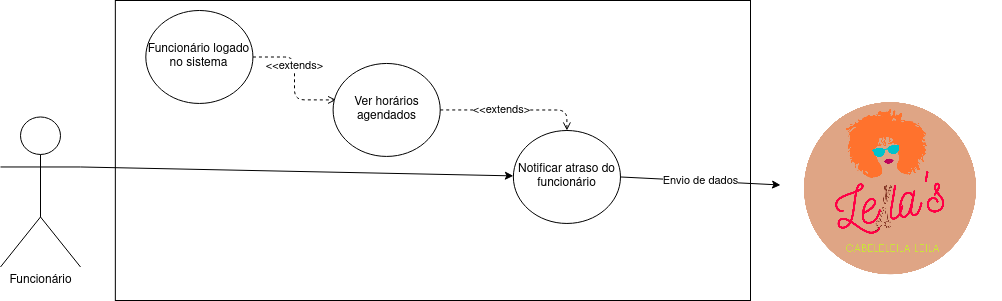 Funcionário logado
no sistema
<<extends>
Ver horários
agendados
<<extends>
Notificar atraso do
funcionário
Envio de dados
Funcionário
Leila's
CABELELEILA LEILA